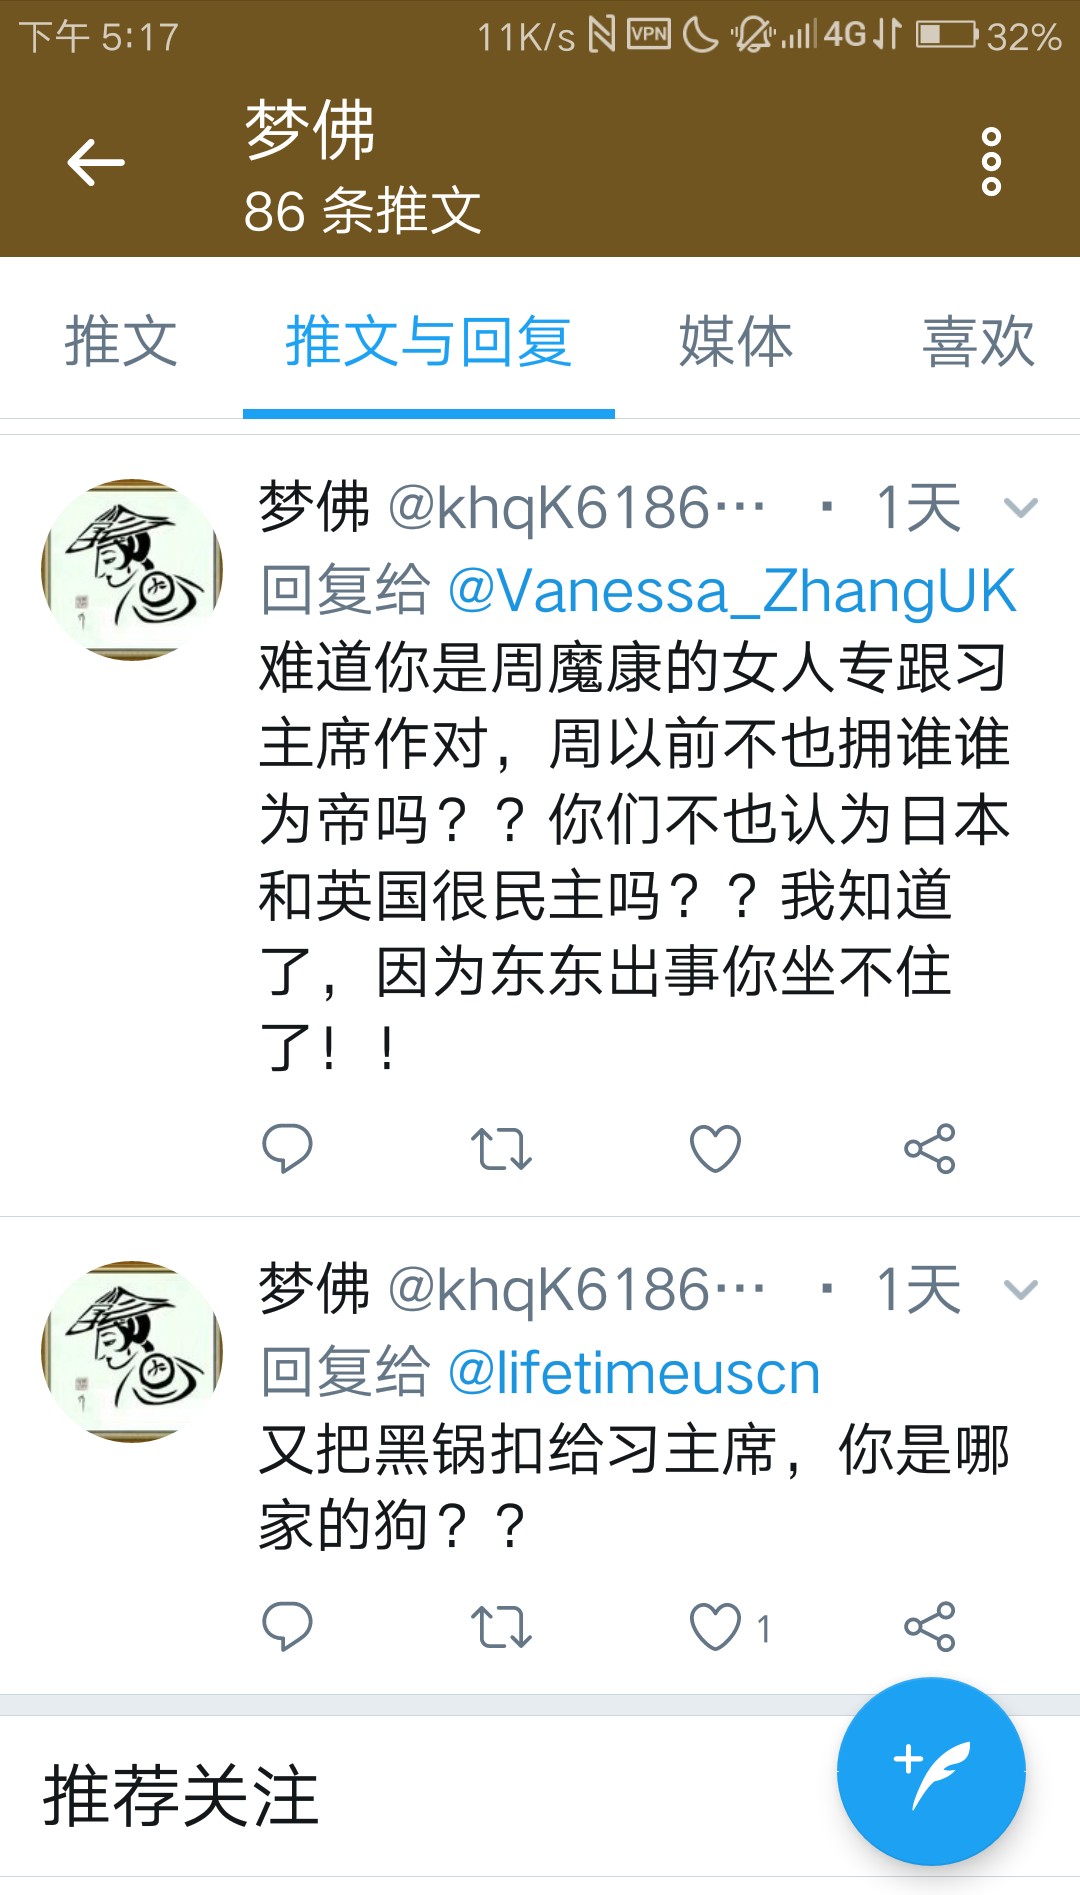 下午 5:17
11K/s VPN 4G 32%
梦佛
86 条推文
推文 推文与回复 媒体 喜欢
梦佛 @khqK6186… · 1天
回复给 @Vanessa_ZhangUK
难道你是周魔康的女人专跟习
主席作对，周以前不也拥谁谁
为帝吗？？你们不也认为日本
和英国很民主吗？？我知道
了，因为东东出事你坐不住
了！！
梦佛 @khqK6186… · 1天
回复给 @lifetimeuscn
又把黑锅扣给习主席，你是哪
家的狗？？
1
推荐关注